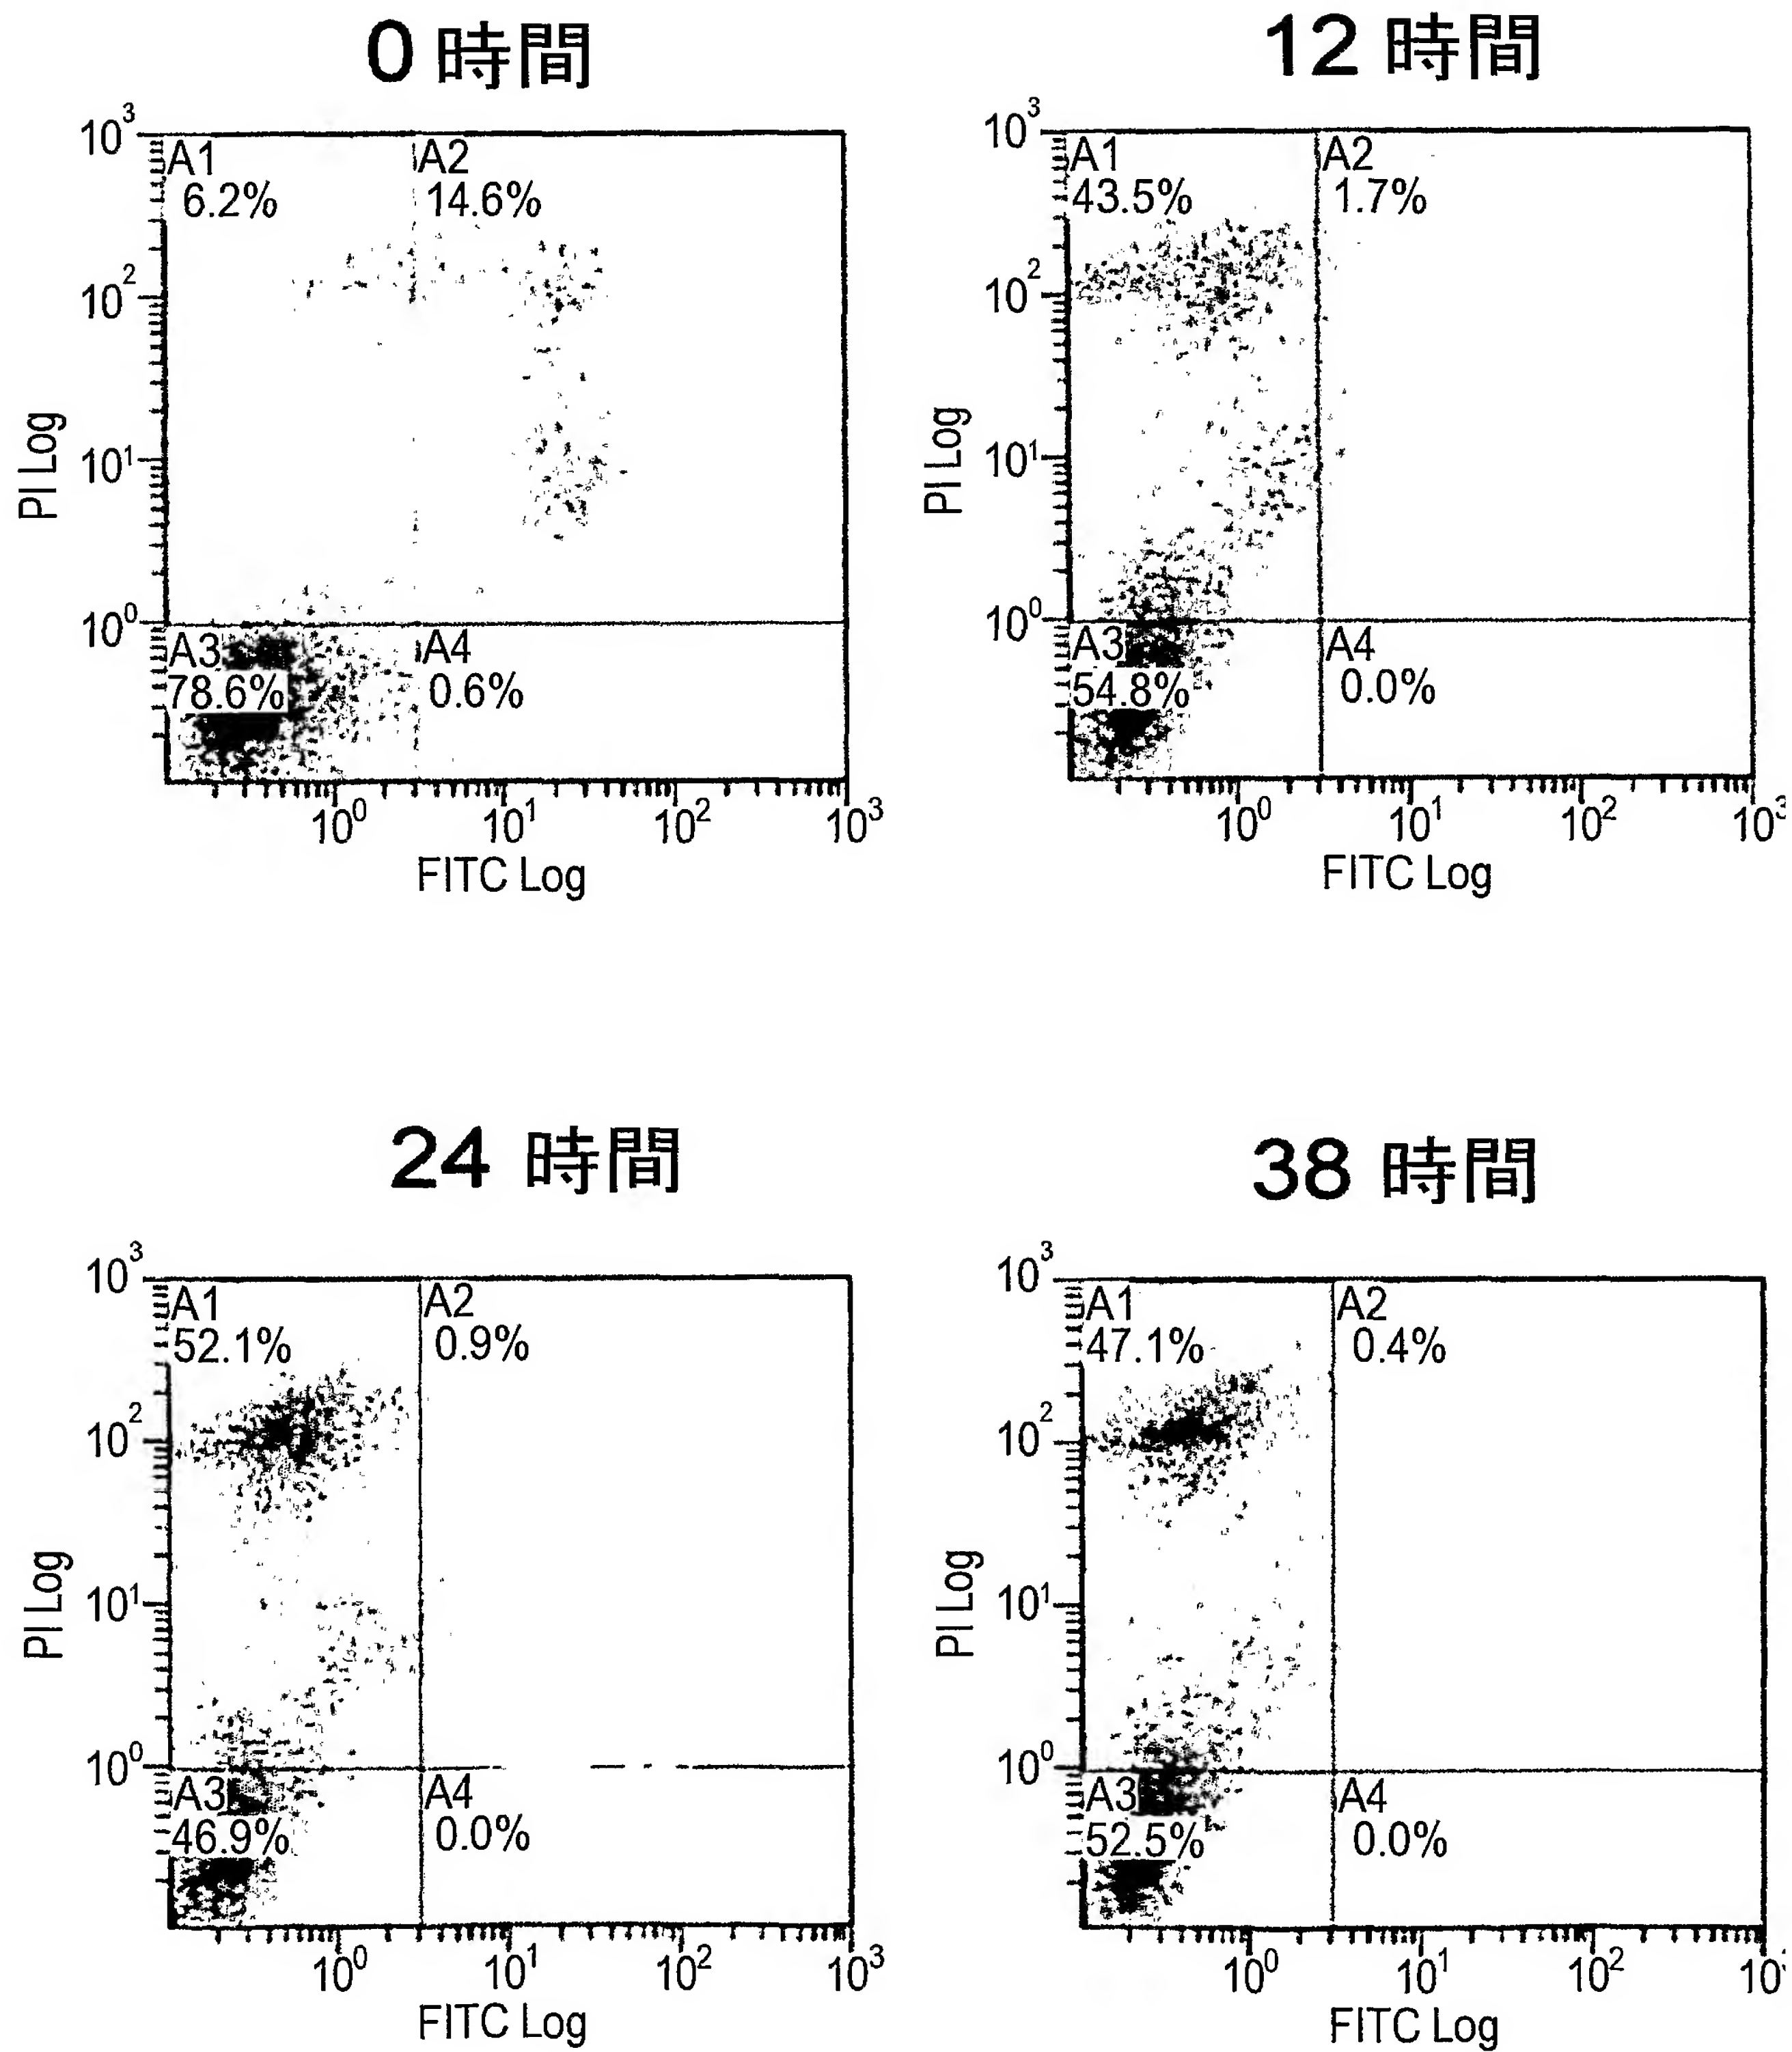 0 時間
10³
A1
6.2%
A2
14.6%
10²
10¹
10⁰
A3
78.6%
A4
0.6%
PI Log
10⁰ 10¹ 10² 10³
FITC Log
12 時間
10³
A1
43.5%
A2
1.7%
10²
10¹
10⁰
A3
54.8%
A4
0.0%
PI Log
10⁰ 10¹ 10² 10³
FITC Log
24 時間
10³
A1
52.1%
A2
0.9%
10²
10¹
10⁰
A3
46.9%
A4
0.0%
PI Log
10⁰ 10¹ 10² 10³
FITC Log
38 時間
10³
A1
47.1%
A2
0.4%
10²
10¹
10⁰
A3
52.5%
A4
0.0%
PI Log
10⁰ 10¹ 10² 10
FITC Log